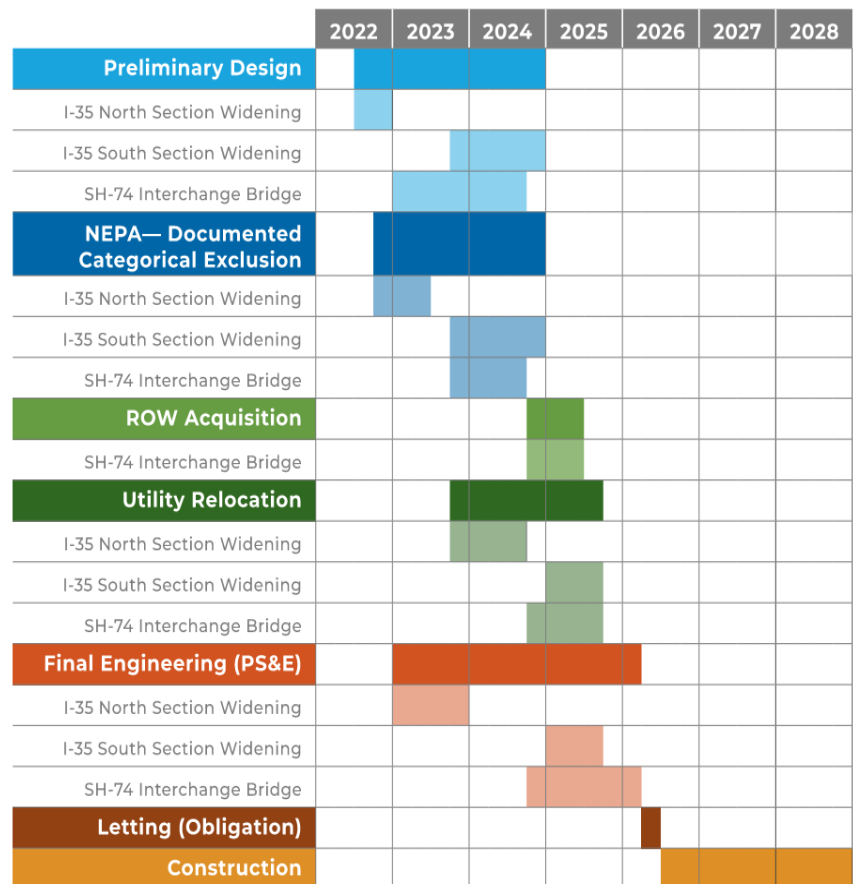 2022 2023 2024 2025 2026 2027 2028
Preliminary Design
I-35 North Section Widening
I-35 South Section Widening
SH-74 Interchange Bridge
NEPA— Documented
Categorical Exclusion
I-35 North Section Widening
I-35 South Section Widening
SH-74 Interchange Bridge
ROW Acquisition
SH-74 Interchange Bridge
Utility Relocation
I-35 North Section Widening
I-35 South Section Widening
SH-74 Interchange Bridge
Final Engineering (PS&E)
I-35 North Section Widening
I-35 South Section Widening
SH-74 Interchange Bridge
Letting (Obligation)
Construction